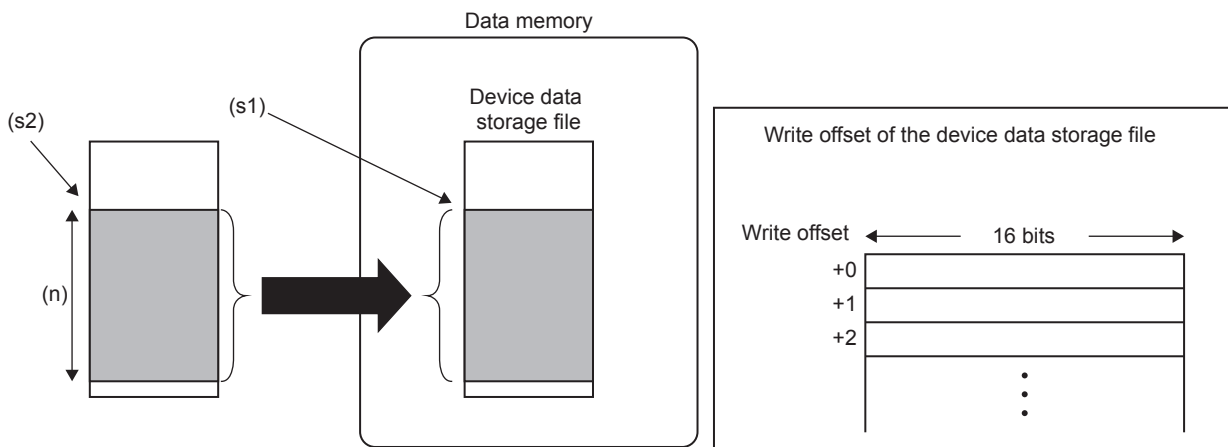 Data memory
(s2)
(s1)
Device data
storage file
(n)
Write offset of the device data storage file
Write offset
16 bits
+0
+1
+2